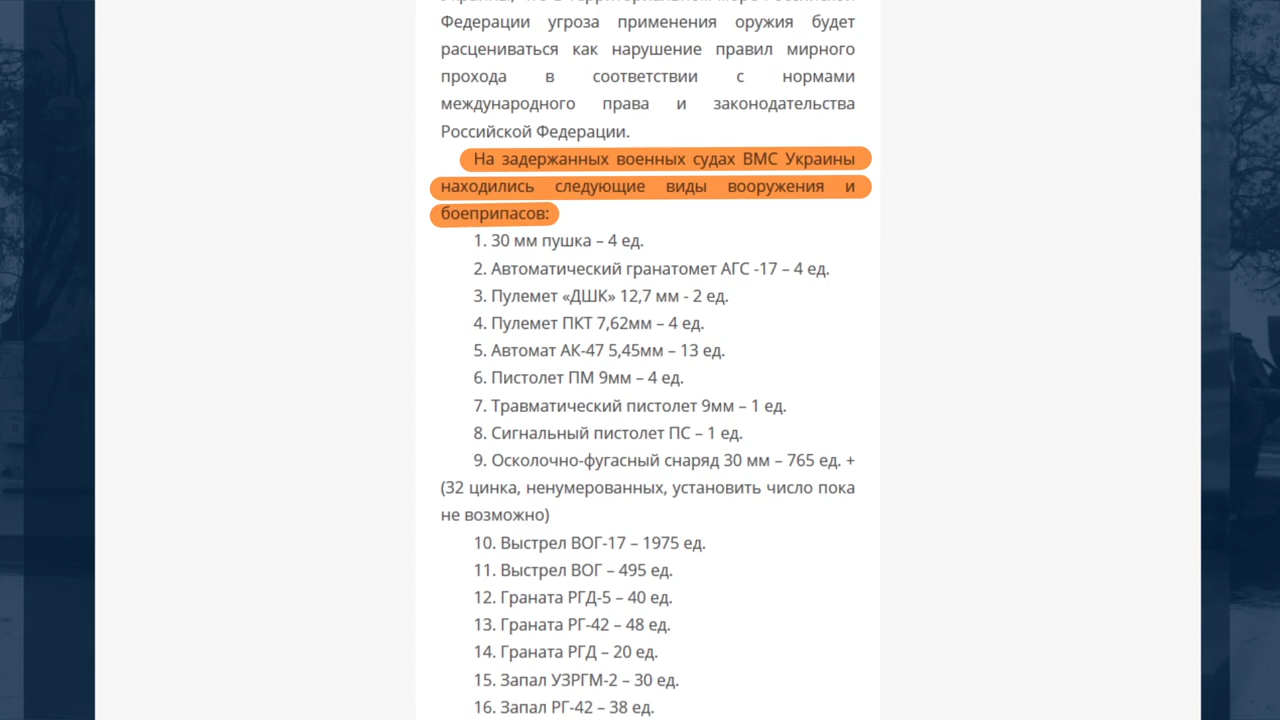 Федерации угроза применения оружия будет
расцениваться как нарушение правил мирного
прохода в соответствии с нормами
международного права и законодательства
Российской Федерации.
На задержанных военных судах ВМС Украины
находились следующие виды вооружения и
боеприпасов:
1. 30 мм пушка – 4 ед.
2. Автоматический гранатомет АГС -17 – 4 ед.
3. Пулемет «ДШК» 12,7 мм - 2 ед.
4. Пулемет ПКТ 7,62мм – 4 ед.
5. Автомат АК-47 5,45мм – 13 ед.
6. Пистолет ПМ 9мм – 4 ед.
7. Травматический пистолет 9мм – 1 ед.
8. Сигнальный пистолет ПС – 1 ед.
9. Осколочно-фугасный снаряд 30 мм – 765 ед. +
(32 цинка, ненумерованных, установить число пока
не возможно)
10. Выстрел ВОГ-17 – 1975 ед.
11. Выстрел ВОГ – 495 ед.
12. Граната РГД-5 – 40 ед.
13. Граната РГ-42 – 48 ед.
14. Граната РГД – 20 ед.
15. Запал УЗРГМ-2 – 30 ед.
16. Запал РГ-42 – 38 ед.